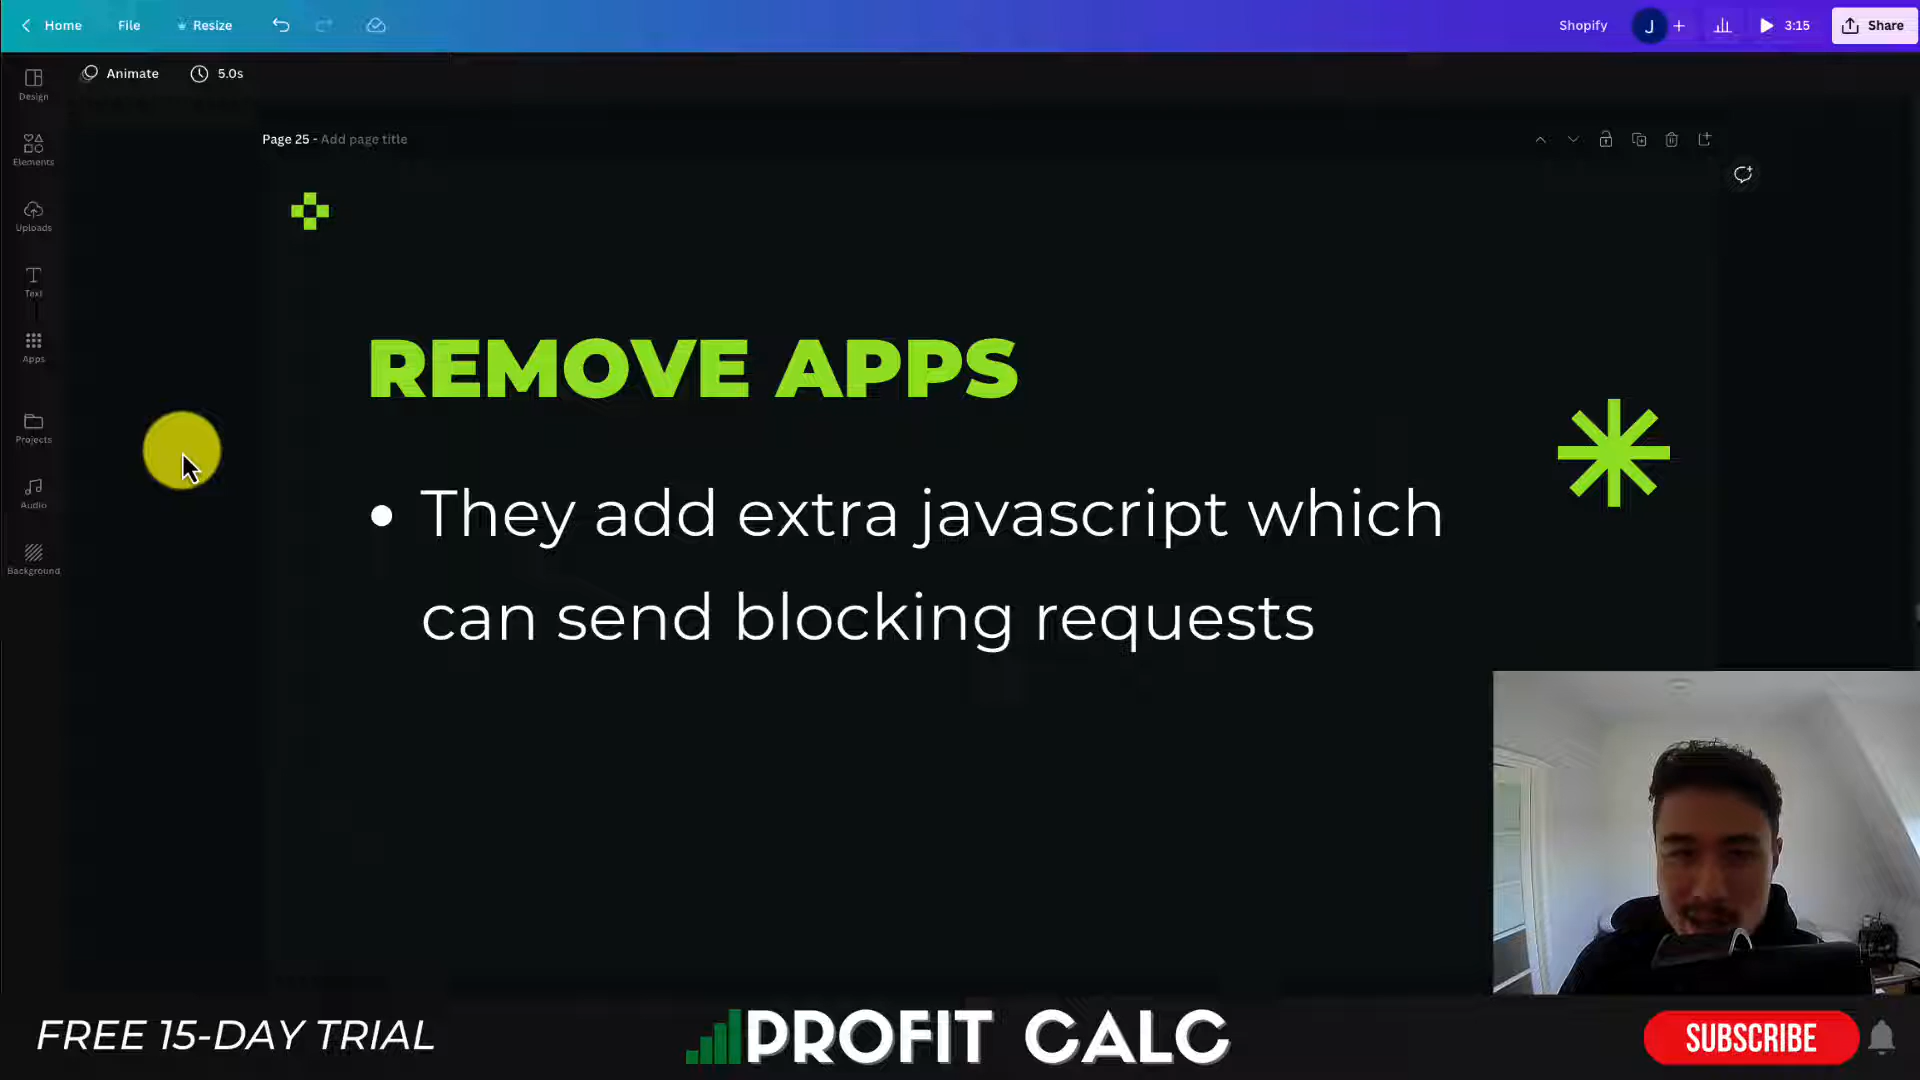 Home File Resize Shopify J + 3:15 Share
Design Animate 5.0s
Page 25 - Add page title
Elements
Uploads
Text
Apps
REMOVE APPS
Projects
Audio
• They add extra javascript which
Background
can send blocking requests
FREE 15-DAY TRIAL PROFIT CALC SUBSCRIBE